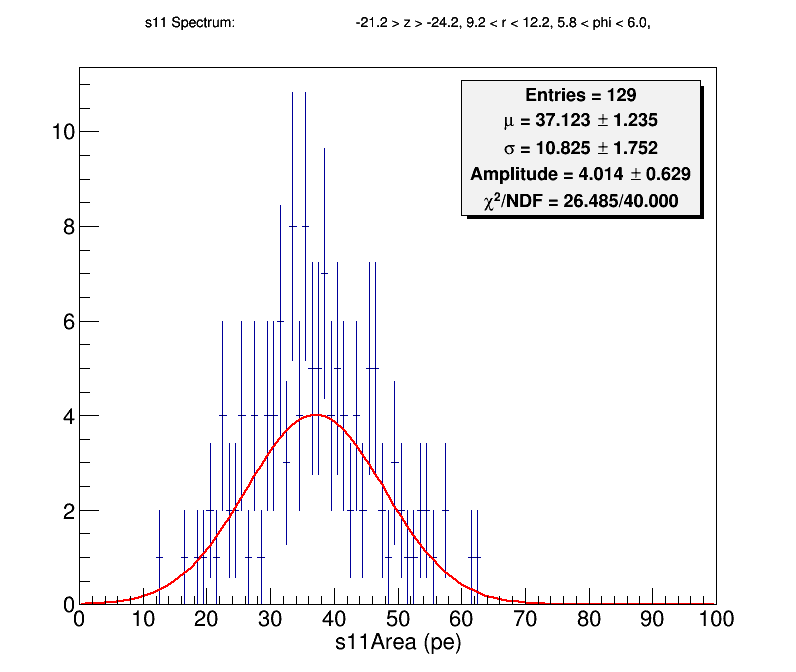 s11 Spectrum: -21.2 > z > -24.2, 9.2 < r < 12.2, 5.8 < phi < 6.0,
Entries = 129
μ = 37.123 ± 1.235
σ = 10.825 ± 1.752
Amplitude = 4.014 ± 0.629
χ²/NDF = 26.485/40.000
10
8
6
4
2
0
0 10 20 30 40 50 60 70 80 90 100
s11Area (pe)